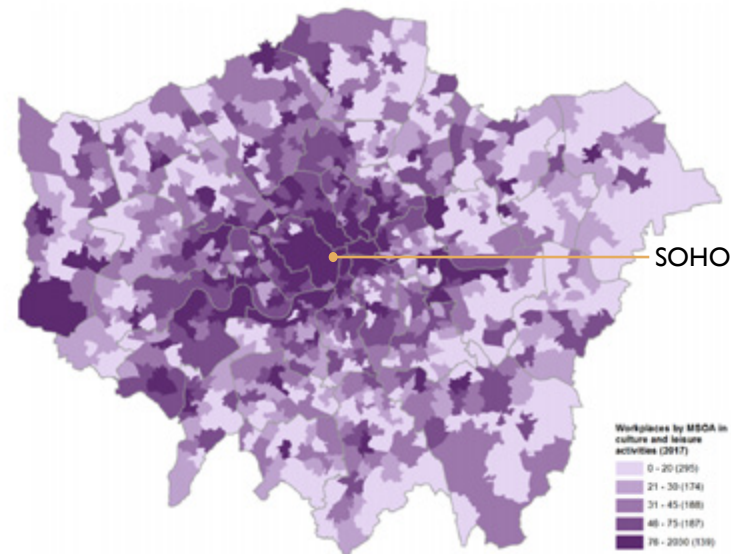 SOHO
Workplaces by MSOA in
culture and leisure
activities (2017)
0 - 20 (295)
21 - 30 (174)
31 - 45 (188)
46 - 75 (187)
76 - 2030 (139)